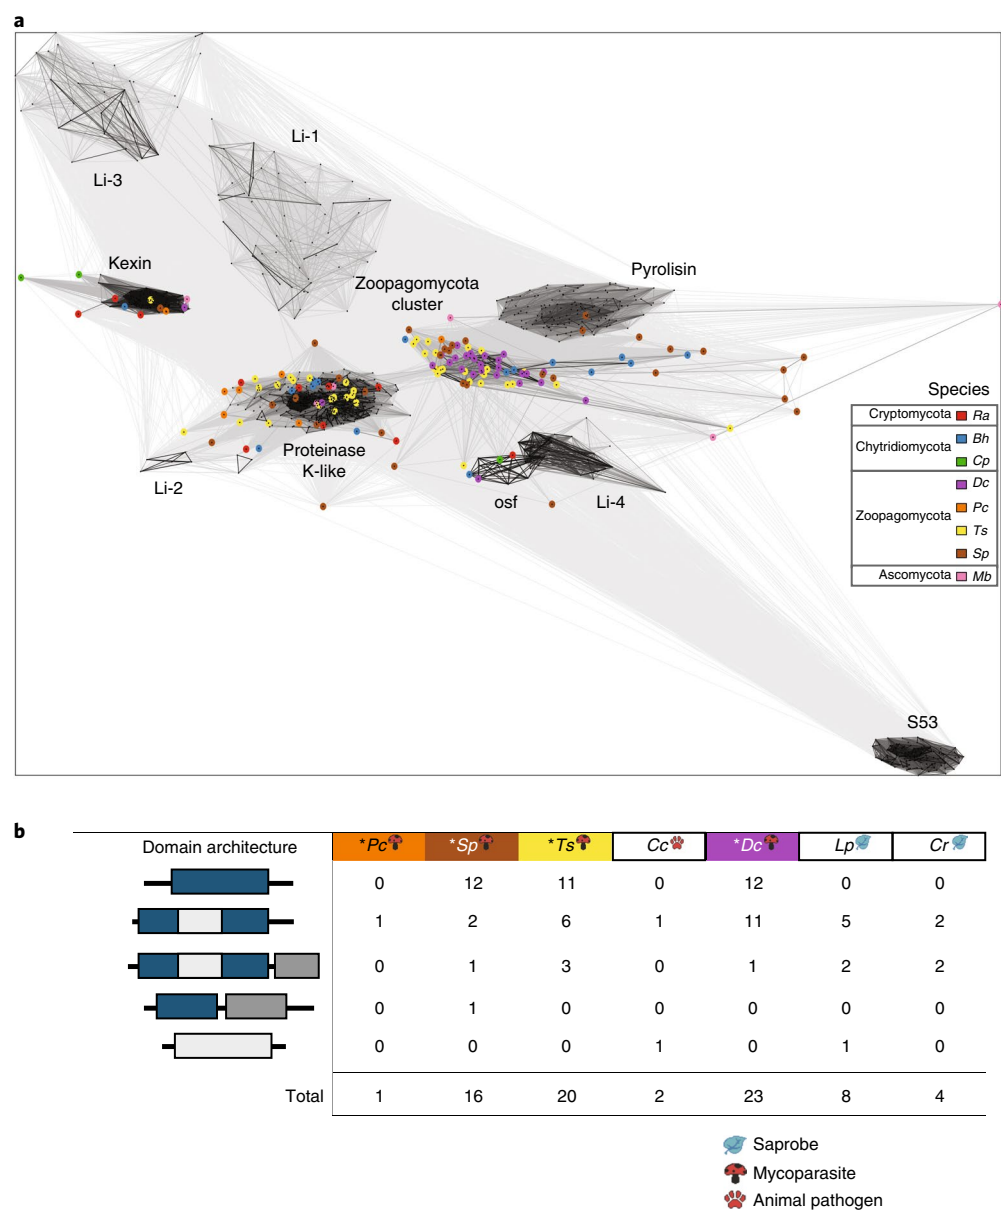 a
Li-1
Li-3
Kexin
Zoopagomycota
cluster
Pyrolisin
Species
Cryptomycota Ra
Chytridiomycota Bh
Cp
Zoopagomycota Dc
Pc
Ts
Sp
Ascomycota Mb
Proteinase
K-like
Li-2
osf
Li-4
S53
b
Domain architecture *Pc *Sp *Ts Cc *Dc Lp Cr
0 12 11 0 12 0 0
1 2 6 1 11 5 2
0 1 3 0 1 2 2
0 1 0 0 0 0 0
0 0 0 1 0 1 0
Total 1 16 20 2 23 8 4
Saprobe
Mycoparasite
Animal pathogen